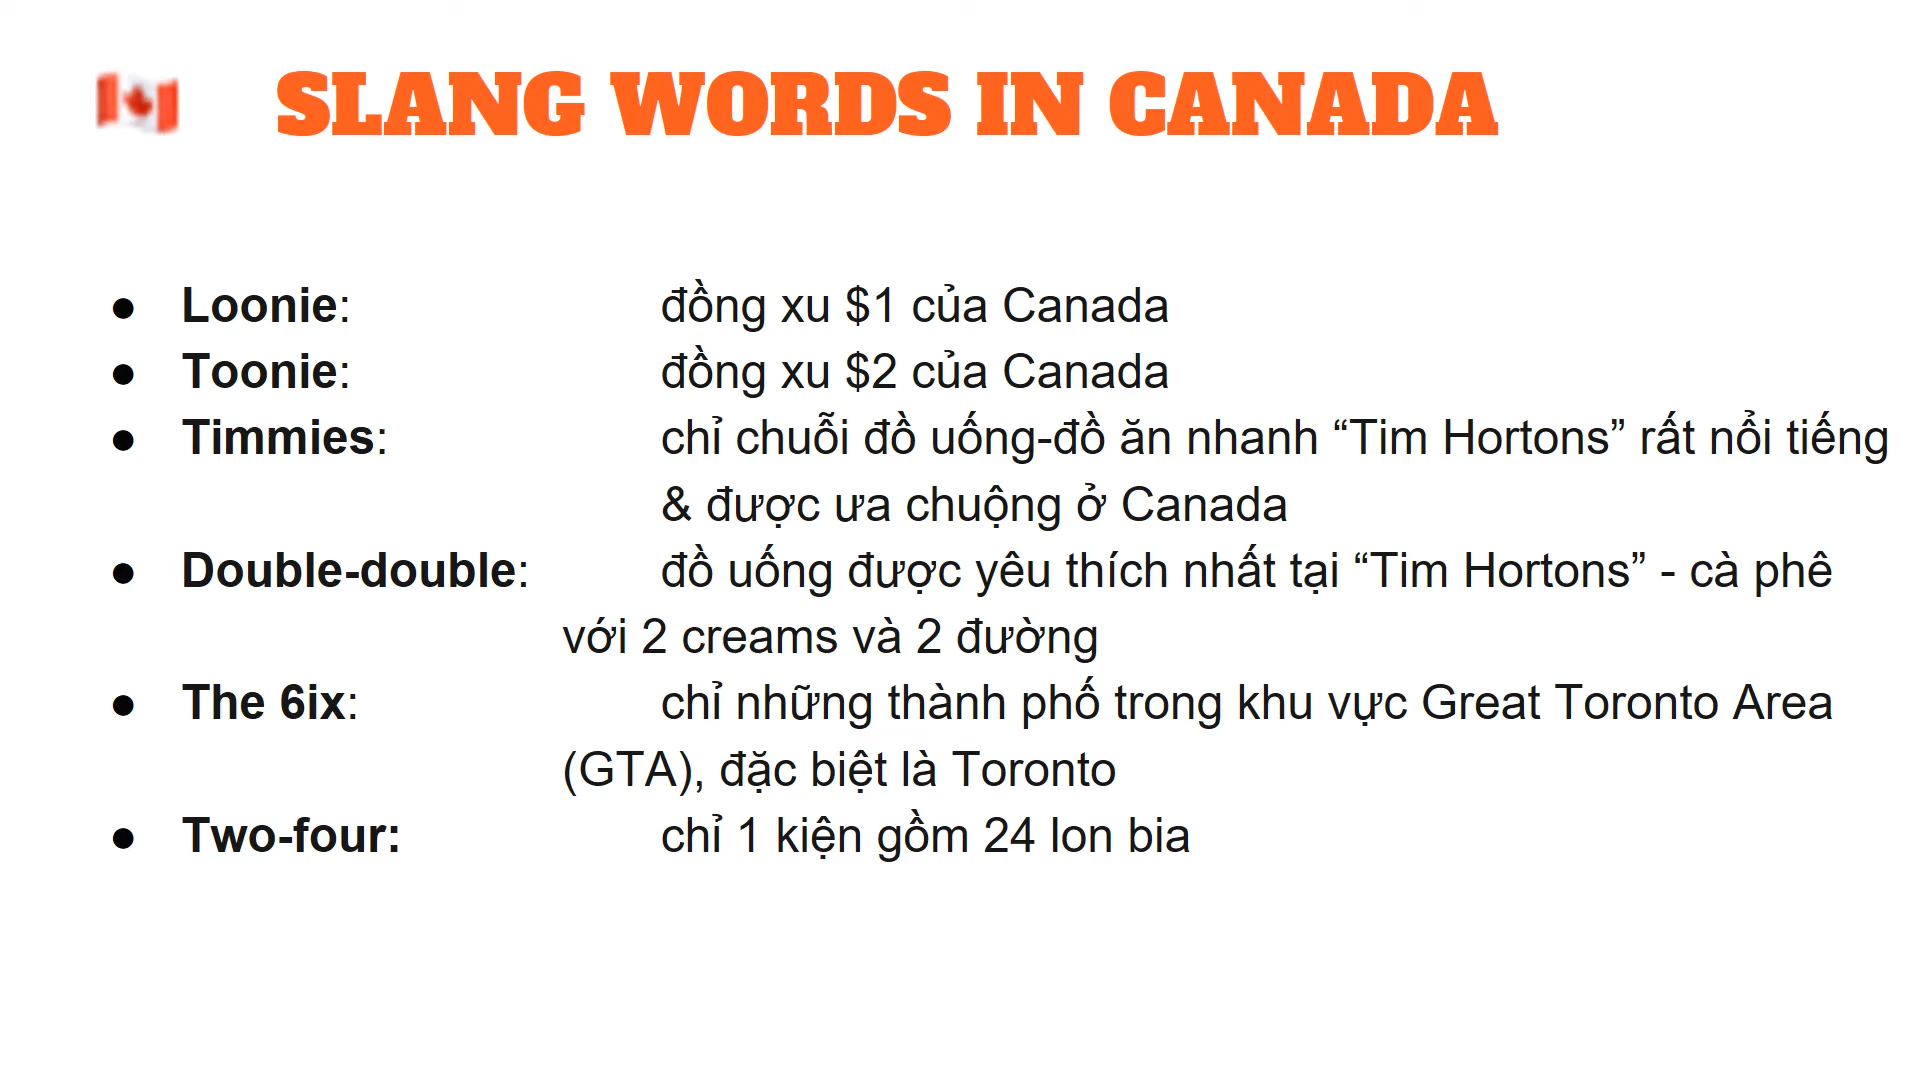 SLANG WORDS IN CANADA
● Loonie: đồng xu $1 của Canada
● Toonie: đồng xu $2 của Canada
● Timmies: chỉ chuỗi đồ uống-đồ ăn nhanh “Tim Hortons” rất nổi tiếng
& được ưa chuộng ở Canada
● Double-double: đồ uống được yêu thích nhất tại “Tim Hortons” - cà phê
với 2 creams và 2 đường
● The 6ix: chỉ những thành phố trong khu vực Great Toronto Area
(GTA), đặc biệt là Toronto
● Two-four: chỉ 1 kiện gồm 24 lon bia